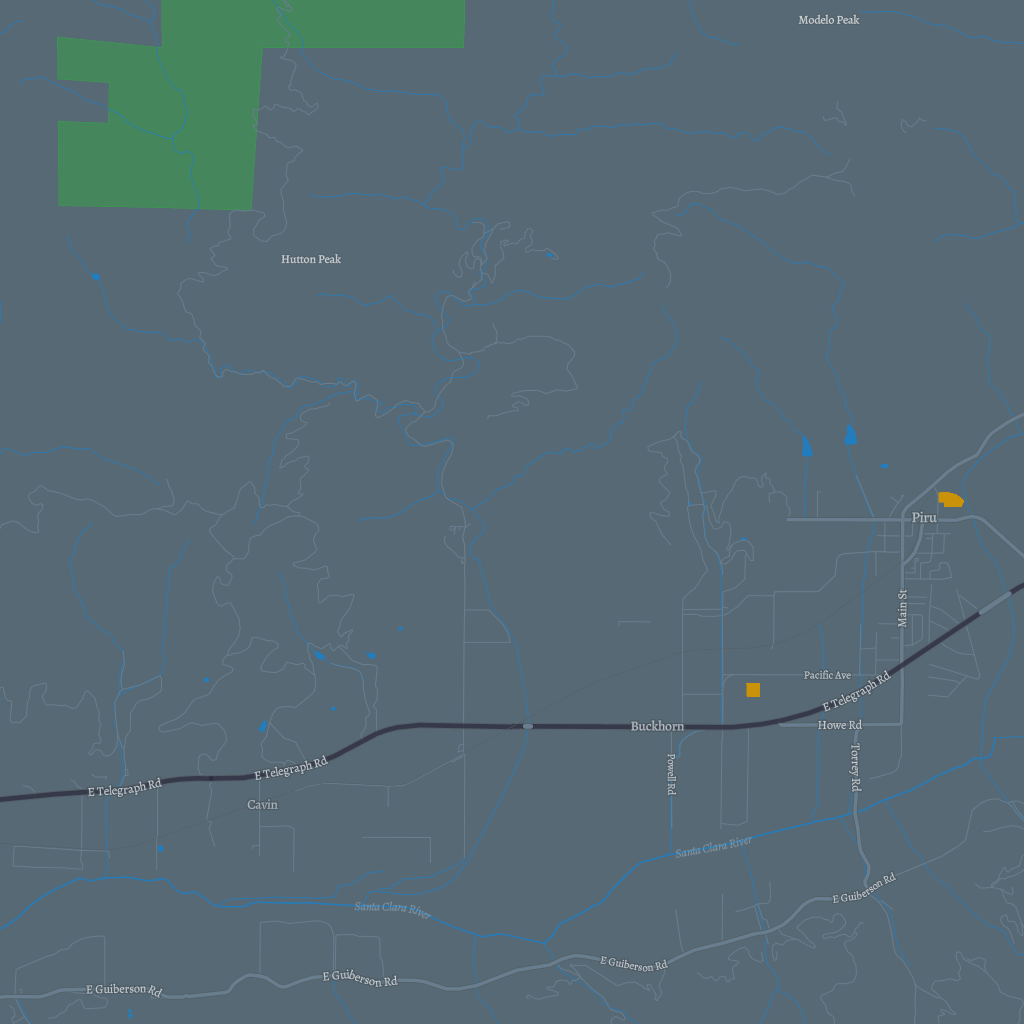 Modelo Peak
Hutton Peak
Piru
Main St
Pacific Ave
E Telegraph Rd
Buckhorn
Howe Rd
E Telegraph Rd
Powell Rd
Torrey Rd
E Telegraph Rd
Cavin
Santa Clara River
E Guiberson Rd
Santa Clara River
E Guiberson Rd
E Guiberson Rd
E Guiberson Rd